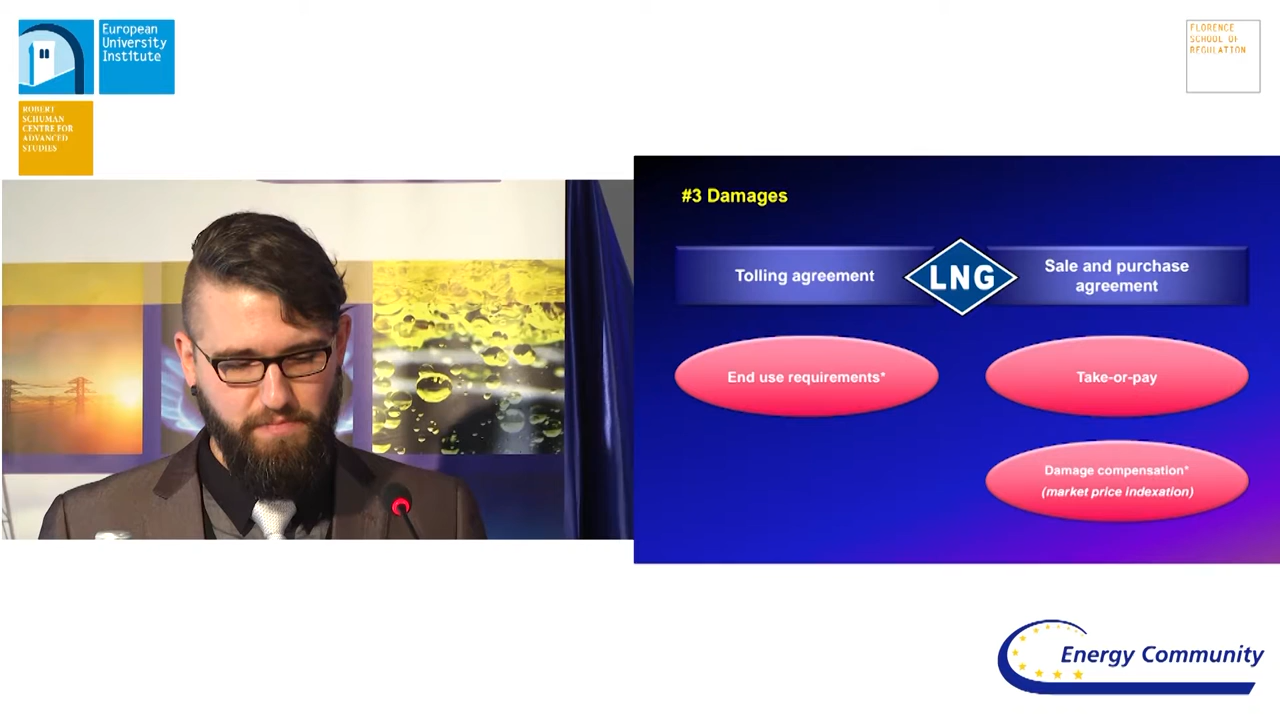 European
University
Institute
ROBERT
SCHUMAN
CENTRE FOR
ADVANCED
STUDIES
FLORENCE
SCHOOL OF
REGULATION
#3 Damages
Tolling agreement
LNG
Sale and purchase
agreement
End use requirements*
Take-or-pay
Damage compensation*
(market price indexation)
Energy Community